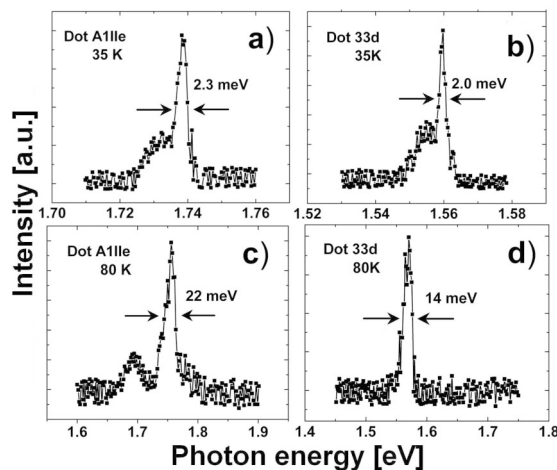 Dot A1IIe
35 K
a)
2.3 meV
1.70 1.72 1.74 1.76
Dot 33d
35K
b)
2.0 meV
1.52 1.54 1.56 1.58
Dot A1IIe
80 K
c)
22 meV
1.6 1.7 1.8 1.9
Dot 33d
80K
d)
14 meV
1.4 1.5 1.6 1.7 1.8
Intensity [a.u.]
Photon energy [eV]